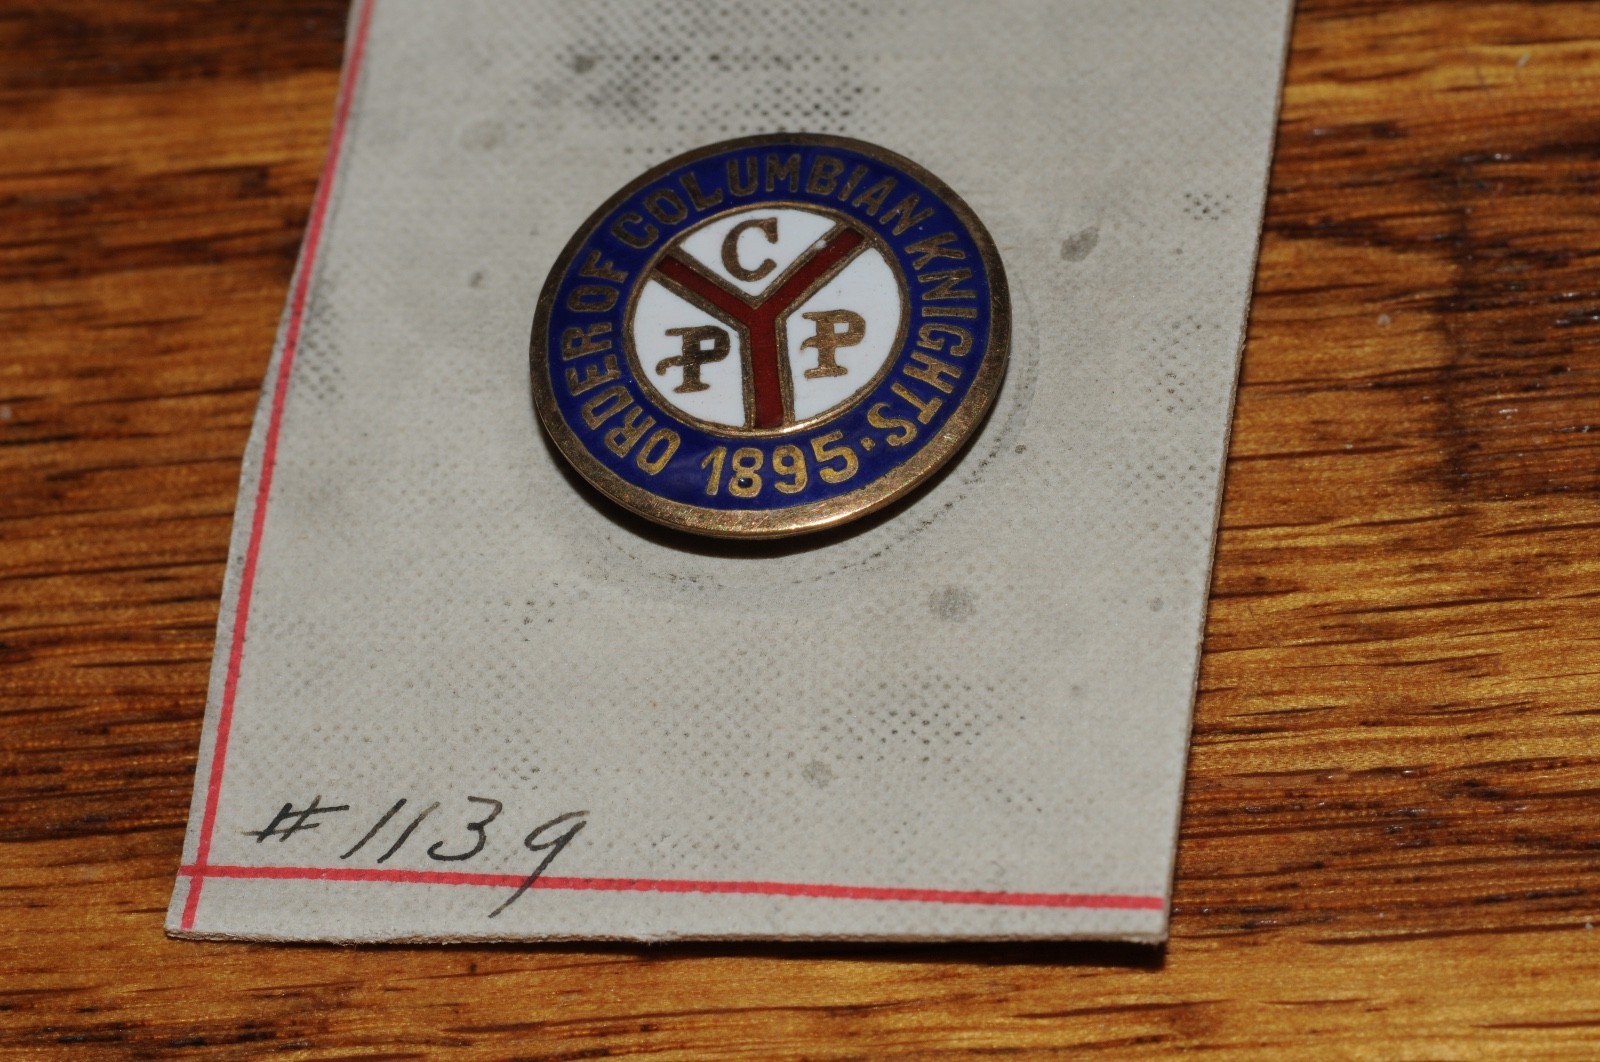 ORDER OF COLUMBIAN KNIGHTS · 1895
C
P P
#1139